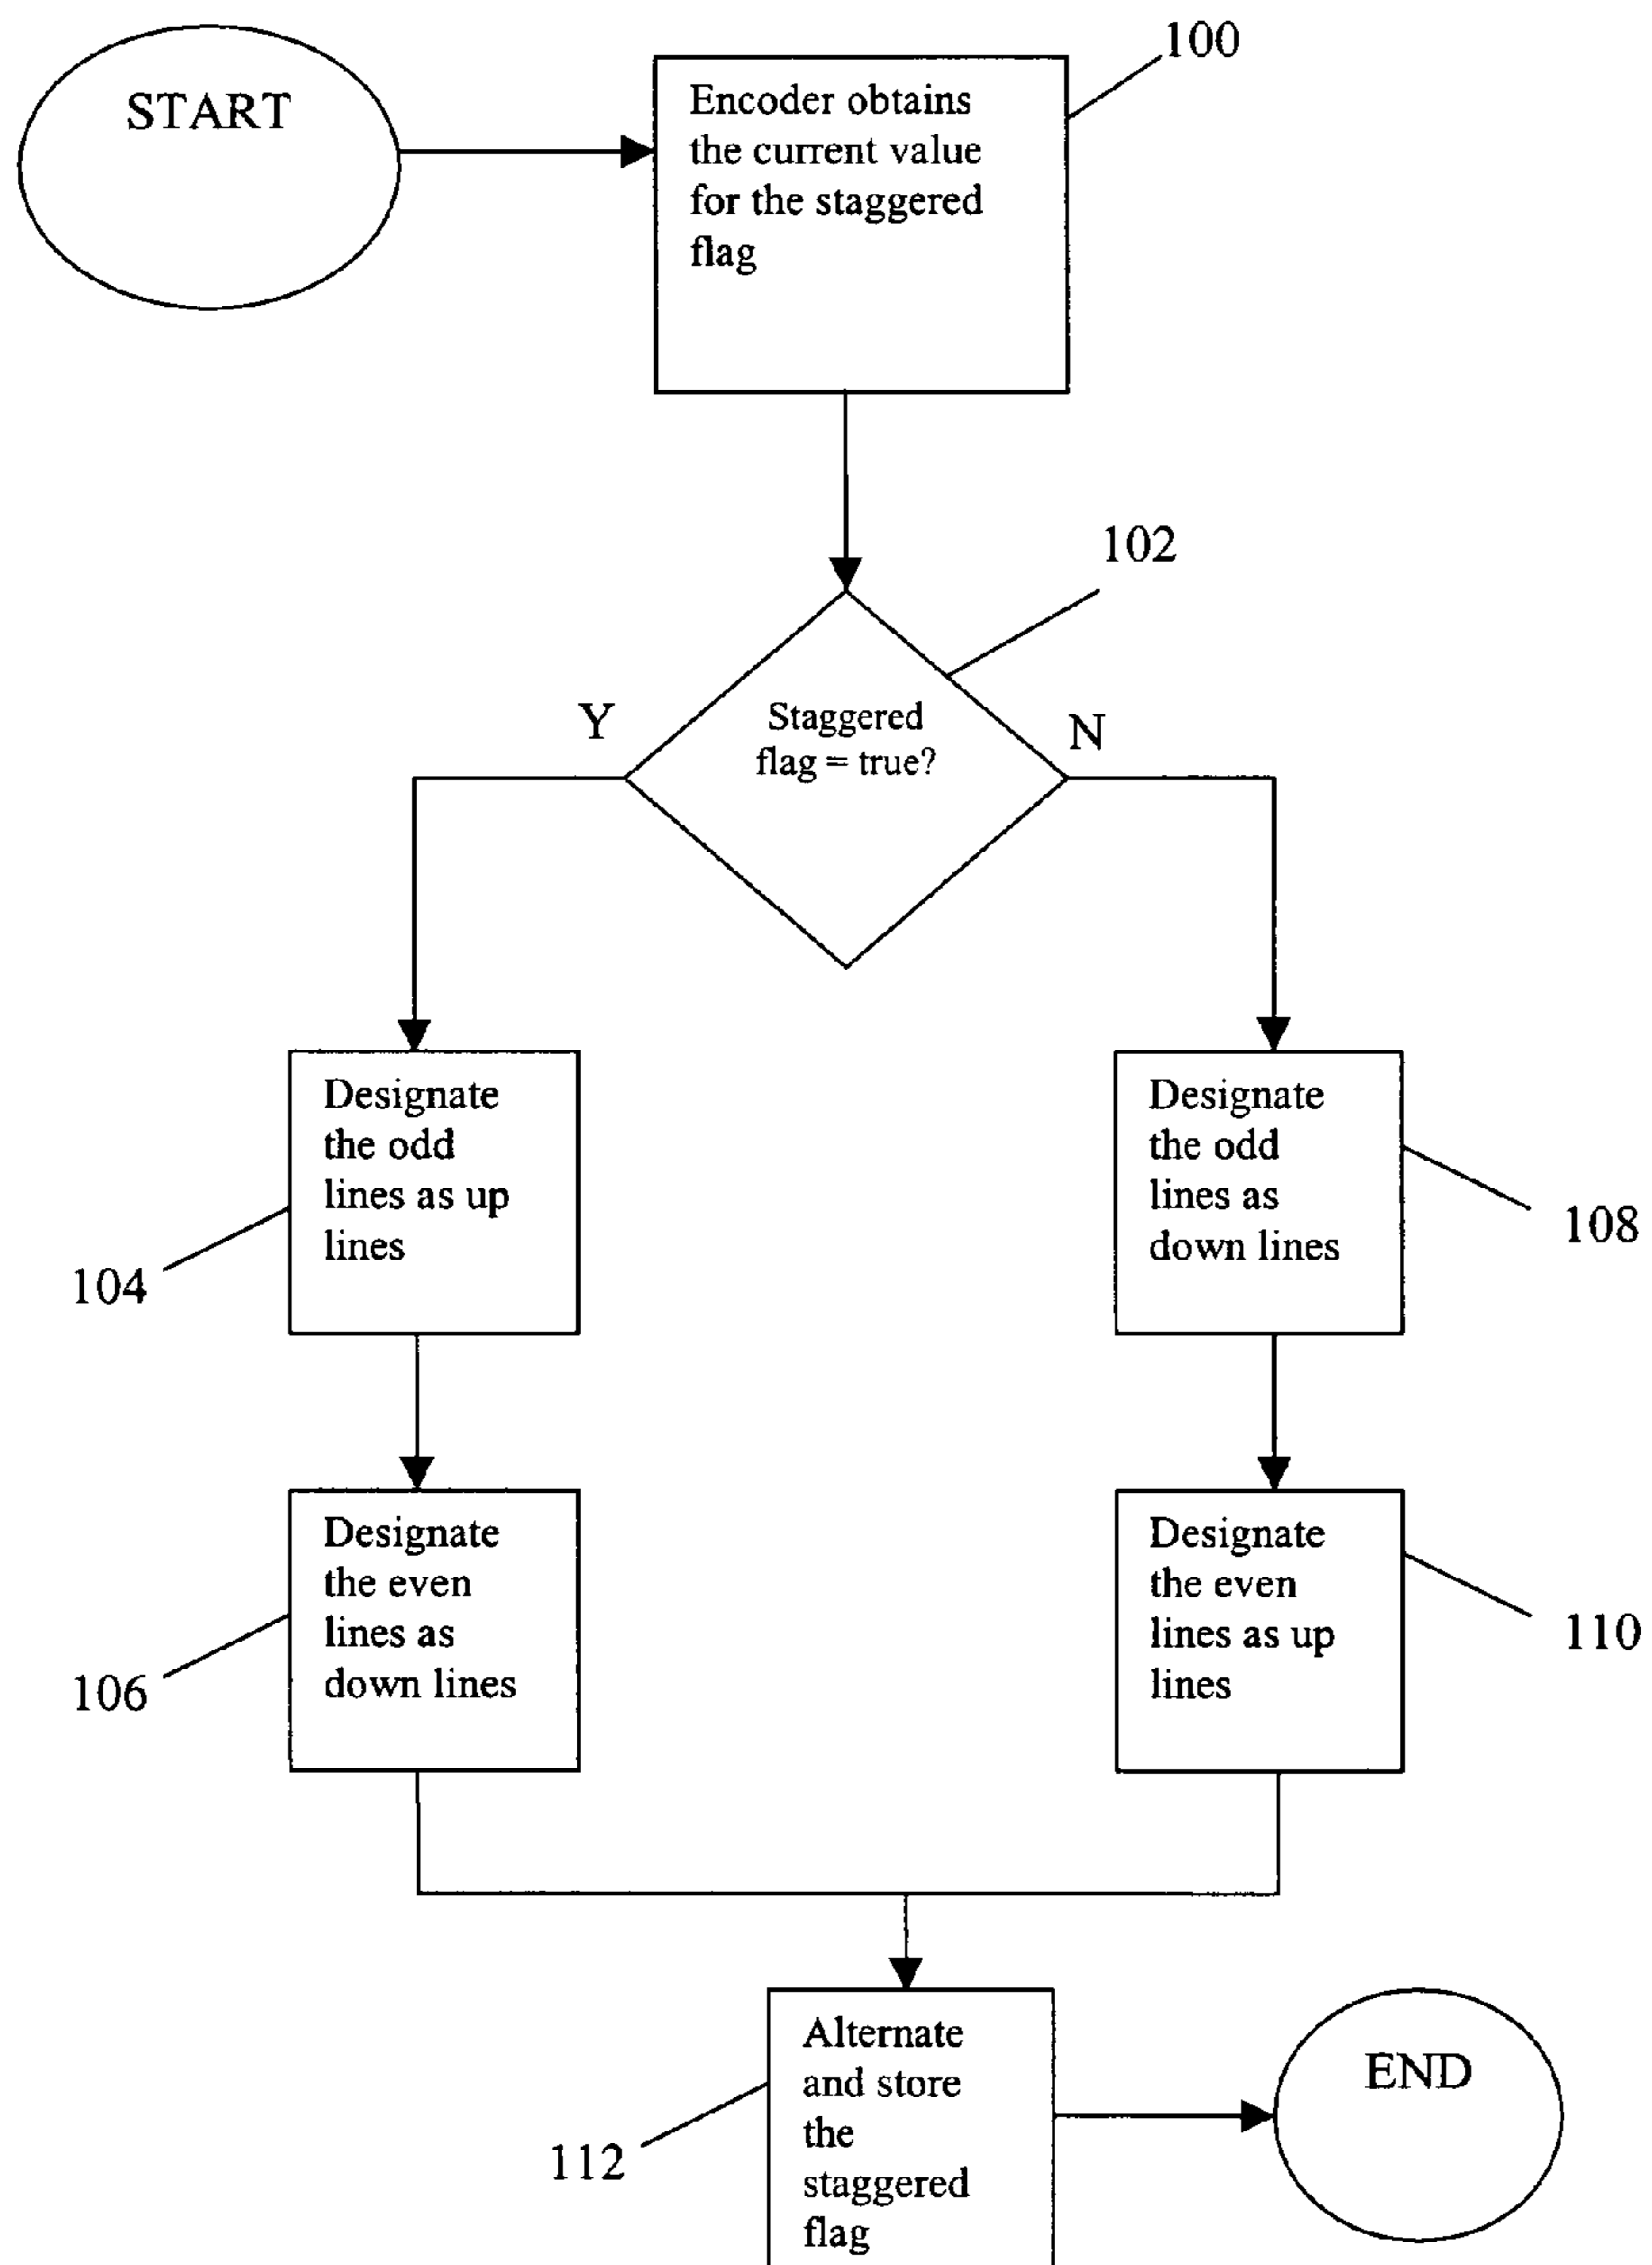 START
100
Encoder obtains
the current value
for the staggered
flag
102
Y
N
Staggered
flag = true?
Designate
the odd
lines as up
lines
104
Designate
the odd
lines as
down lines
108
Designate
the even
lines as
down lines
106
Designate
the even
lines as up
lines
110
Alternate
and store
the
staggered
flag
112
END